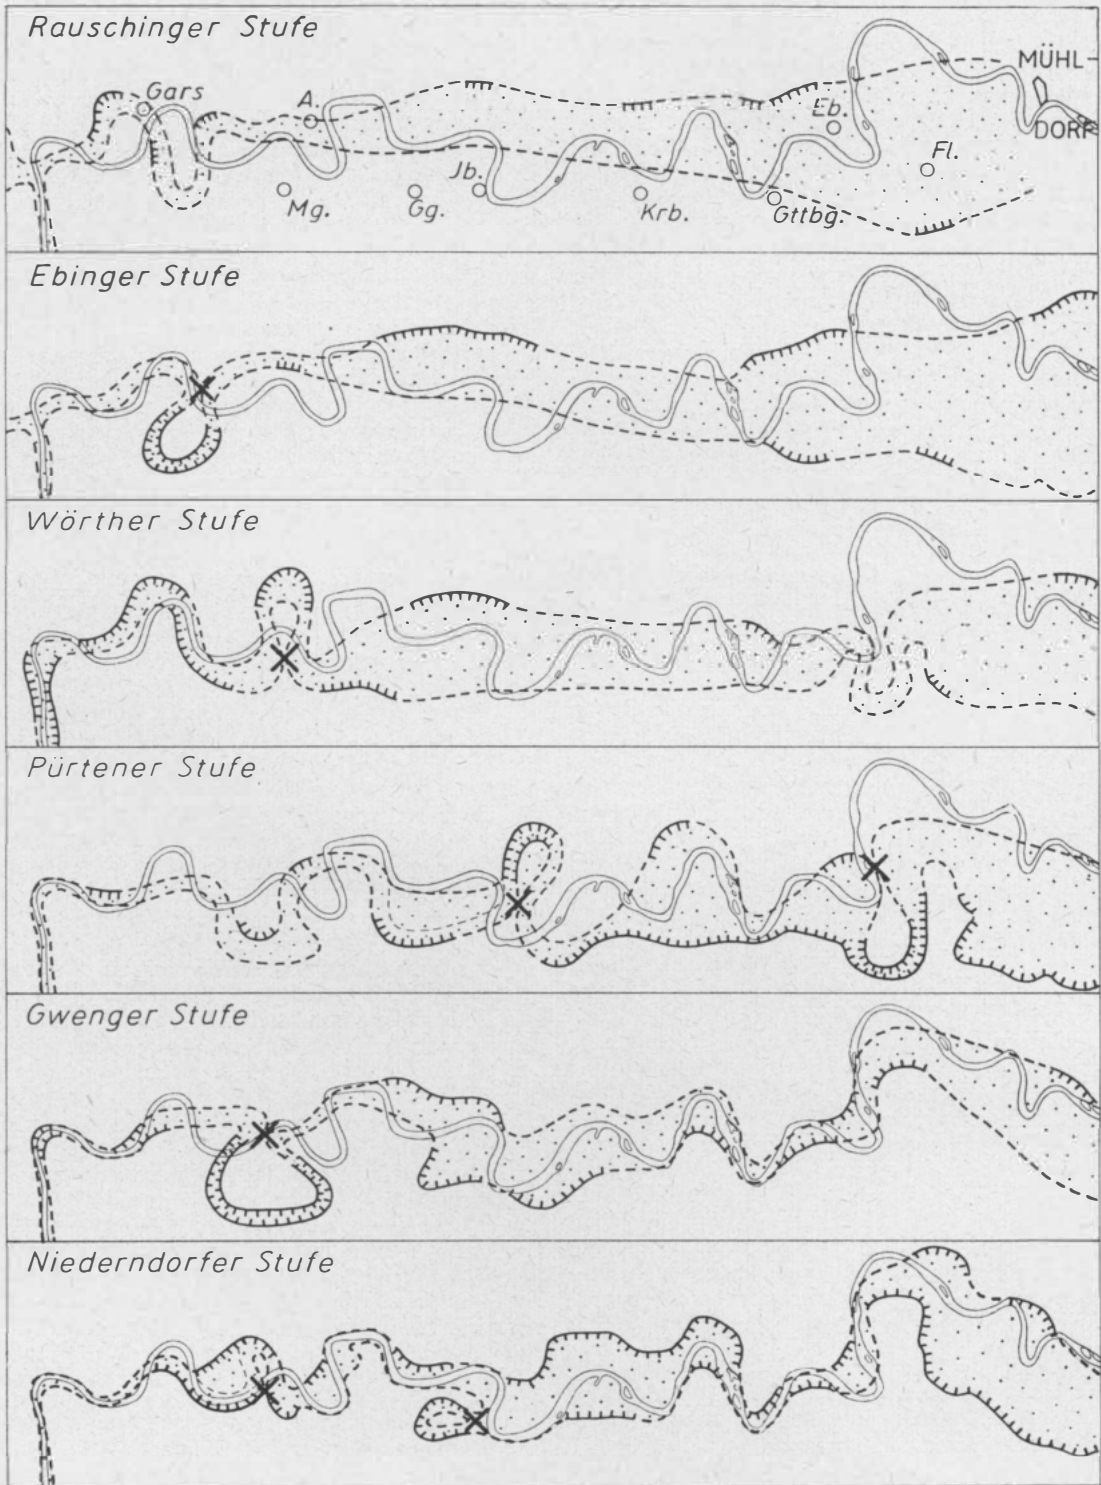 Rauschinger Stufe
MÜHL-
DORF
Gars
A.
Eb.
Fl.
Jb.
Mg.
Gg.
Krb.
Gttbg.
Ebinger Stufe
Wörther Stufe
Pürtener Stufe
Gwenger Stufe
Niederndorfer Stufe